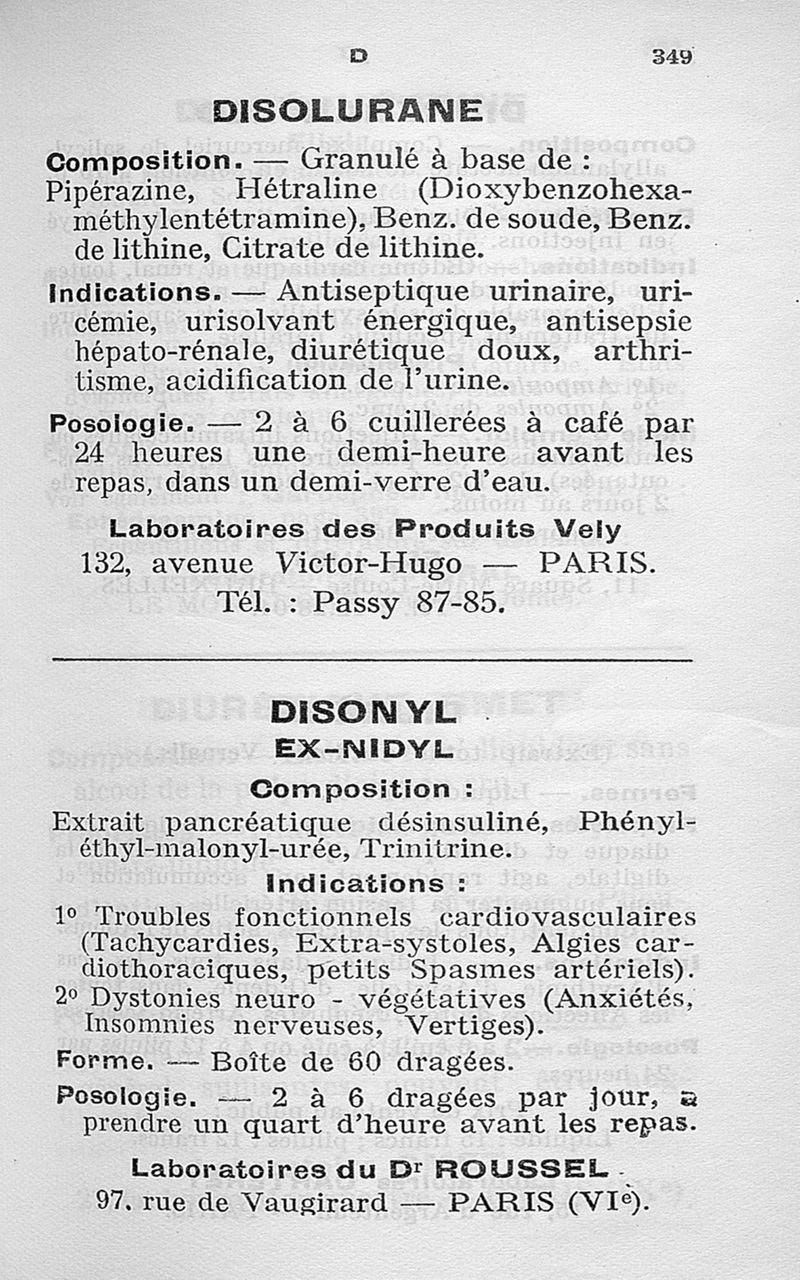 D 349
DISOLURANE
Composition. — Granulé à base de :
Pipérazine, Hétraline (Dioxybenzohexa-
méthylentétramine), Benz. de soude, Benz.
de lithine, Citrate de lithine.
Indications. — Antiseptique urinaire, uri-
cémie, urisolvant énergique, antisepsie
hépato-rénale, diurétique doux, arthri-
tisme, acidification de l'urine.
Posologie. — 2 à 6 cuillerées à café par
24 heures une demi-heure avant les
repas, dans un demi-verre d'eau.
Laboratoires des Produits Vely
132, avenue Victor-Hugo — PARIS.
Tél. : Passy 87-85.
DISONYL
EX-NIDYL
Composition :
Extrait pancréatique désinsuliné, Phényl-
éthyl-malonyl-urée, Trinitrine.
Indications :
1º Troubles fonctionnels cardiovasculaires
(Tachycardies, Extra-systoles, Algies car-
diothoraciques, petits Spasmes artériels).
2º Dystonies neuro - végétatives (Anxiétés,
Insomnies nerveuses, Vertiges).
Forme. — Boîte de 60 dragées.
Posologie. — 2 à 6 dragées par jour, à
prendre un quart d'heure avant les repas.
Laboratoires du Dr ROUSSEL
97, rue de Vaugirard — PARIS (VIe).